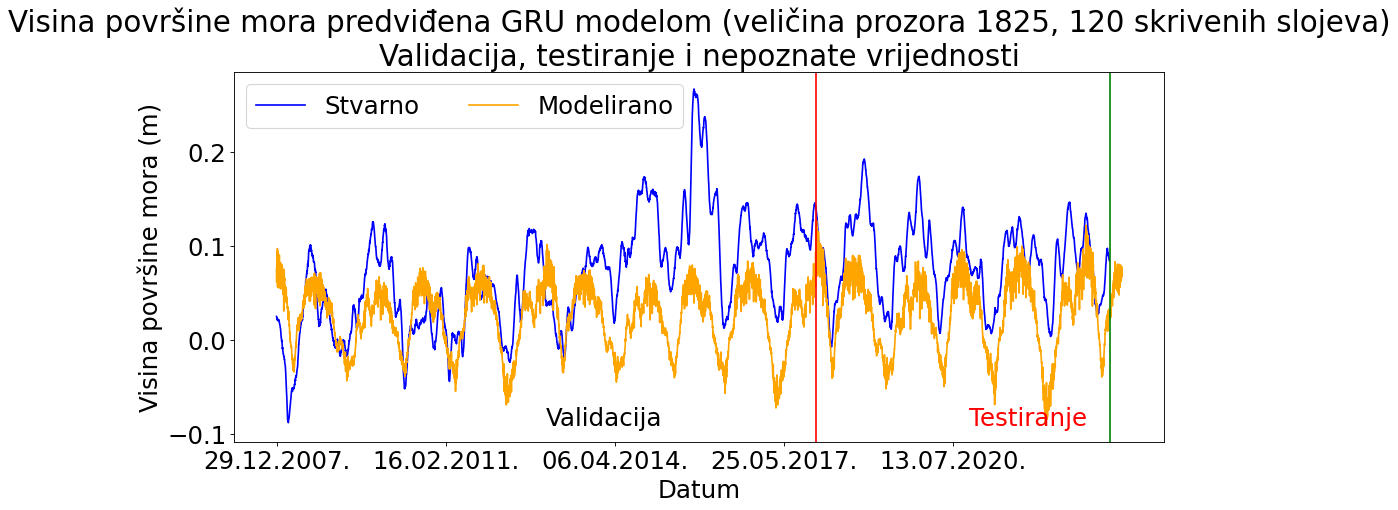 Visina površine mora predviđena GRU modelom (veličina prozora 1825, 120 skrivenih slojeva)
Validacija, testiranje i nepoznate vrijednosti
Stvarno Modelirano
Visina površine mora (m)
0.2
0.1
0.0
−0.1
Validacija Testiranje
29.12.2007. 16.02.2011. 06.04.2014. 25.05.2017. 13.07.2020.
Datum